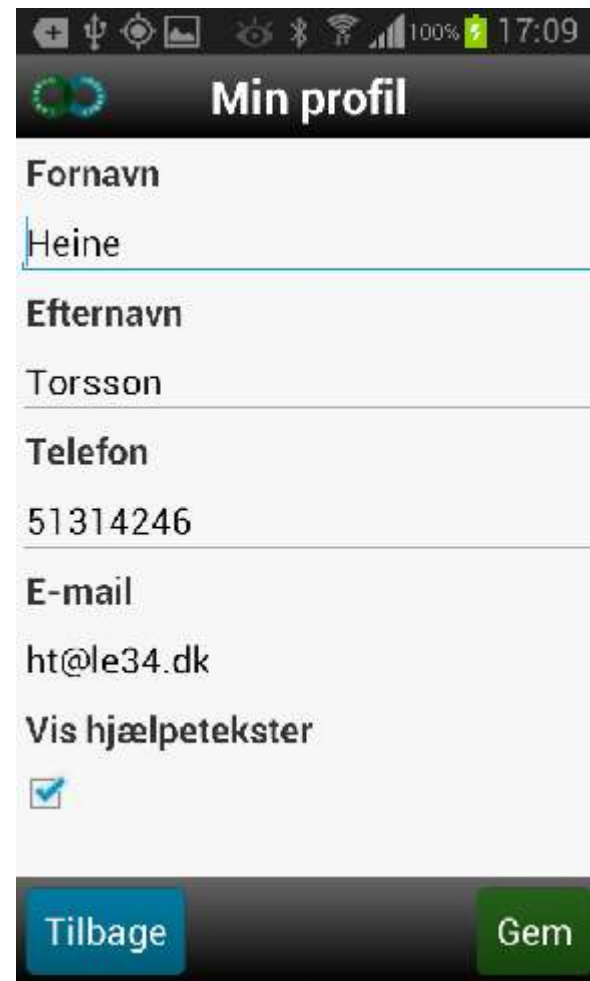 100% 17:09
Min profil
Fornavn
Heine
Efternavn
Torsson
Telefon
51314246
E-mail
ht@le34.dk
Vis hjælpetekster
Tilbage Gem